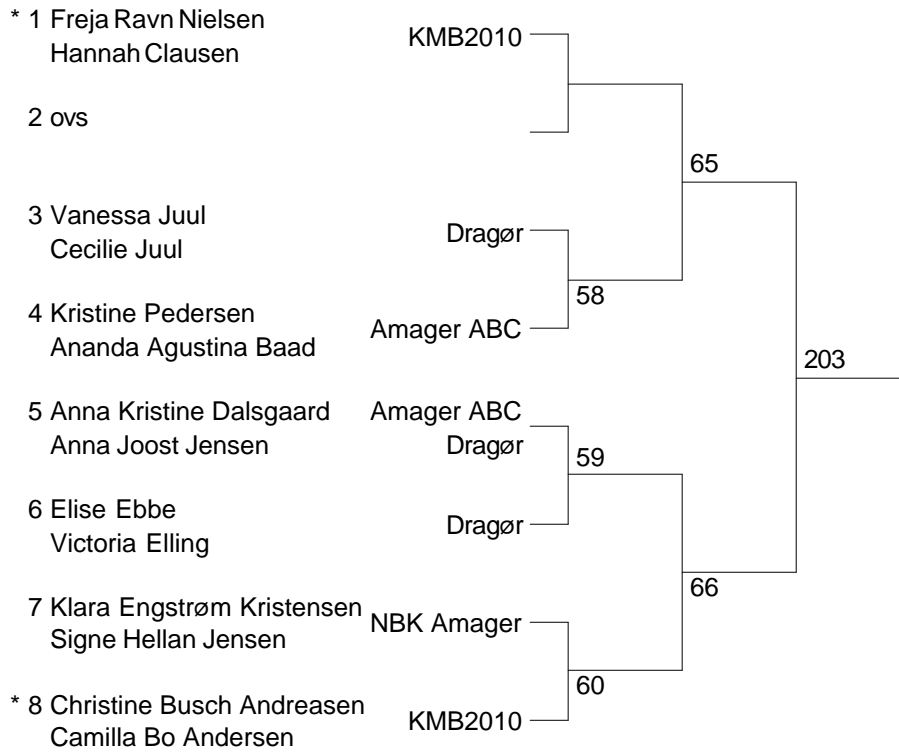 * 1 Freja Ravn Nielsen KMB2010
Hannah Clausen
2 ovs
65
3 Vanessa Juul Dragør
Cecilie Juul
58
4 Kristine Pedersen Amager ABC
Ananda Agustina Baad
203
5 Anna Kristine Dalsgaard Amager ABC
Anna Joost Jensen Dragør
59
6 Elise Ebbe Dragør
Victoria Elling
66
7 Klara Engstrøm Kristensen NBK Amager
Signe Hellan Jensen
60
* 8 Christine Busch Andreasen KMB2010
Camilla Bo Andersen